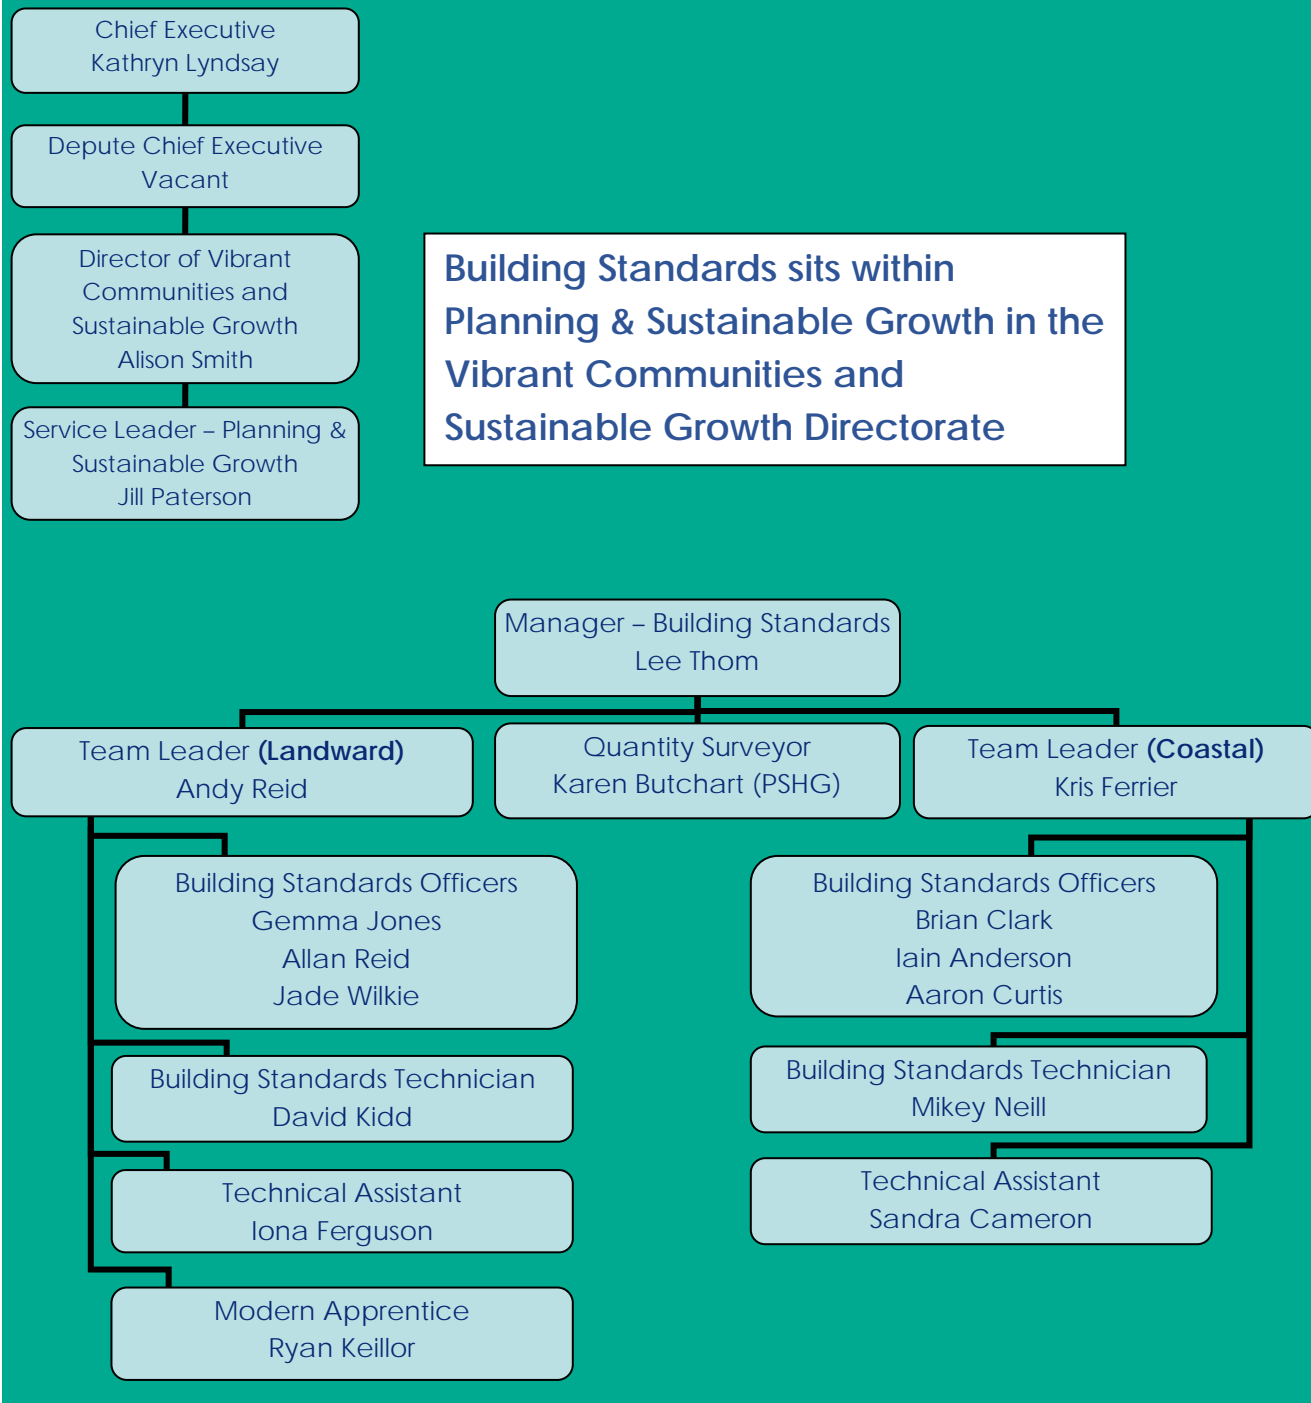 Chief Executive
Kathryn Lyndsay
Depute Chief Executive
Vacant
Director of Vibrant
Communities and
Sustainable Growth
Alison Smith
Service Leader – Planning &
Sustainable Growth
Jill Paterson
Building Standards sits within
Planning & Sustainable Growth in the
Vibrant Communities and
Sustainable Growth Directorate
Manager – Building Standards
Lee Thom
Team Leader (Landward)
Andy Reid
Quantity Surveyor
Karen Butchart (PSHG)
Team Leader (Coastal)
Kris Ferrier
Building Standards Officers
Gemma Jones
Allan Reid
Jade Wilkie
Building Standards Technician
David Kidd
Technical Assistant
Iona Ferguson
Modern Apprentice
Ryan Keillor
Building Standards Officers
Brian Clark
Iain Anderson
Aaron Curtis
Building Standards Technician
Mikey Neill
Technical Assistant
Sandra Cameron